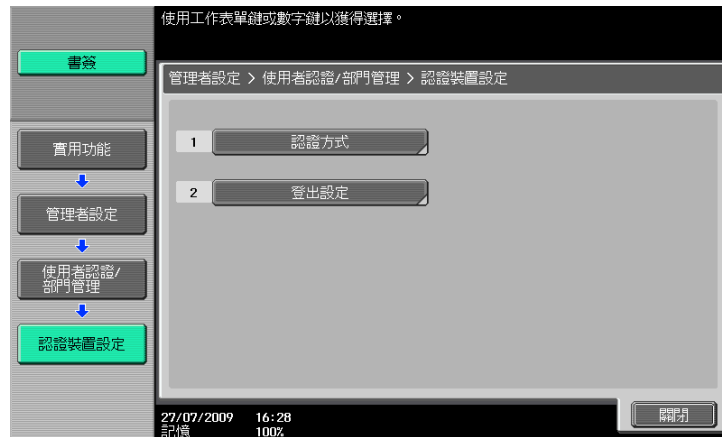 使用工作表單鍵或數字鍵以獲得選擇。
書簽
管理者設定 > 使用者認證/部門管理 > 認證裝置設定
實用功能
管理者設定
使用者認證/
部門管理
認證裝置設定
1 認證方式
2 登出設定
27/07/2009 16:28
記憶 100%
關閉